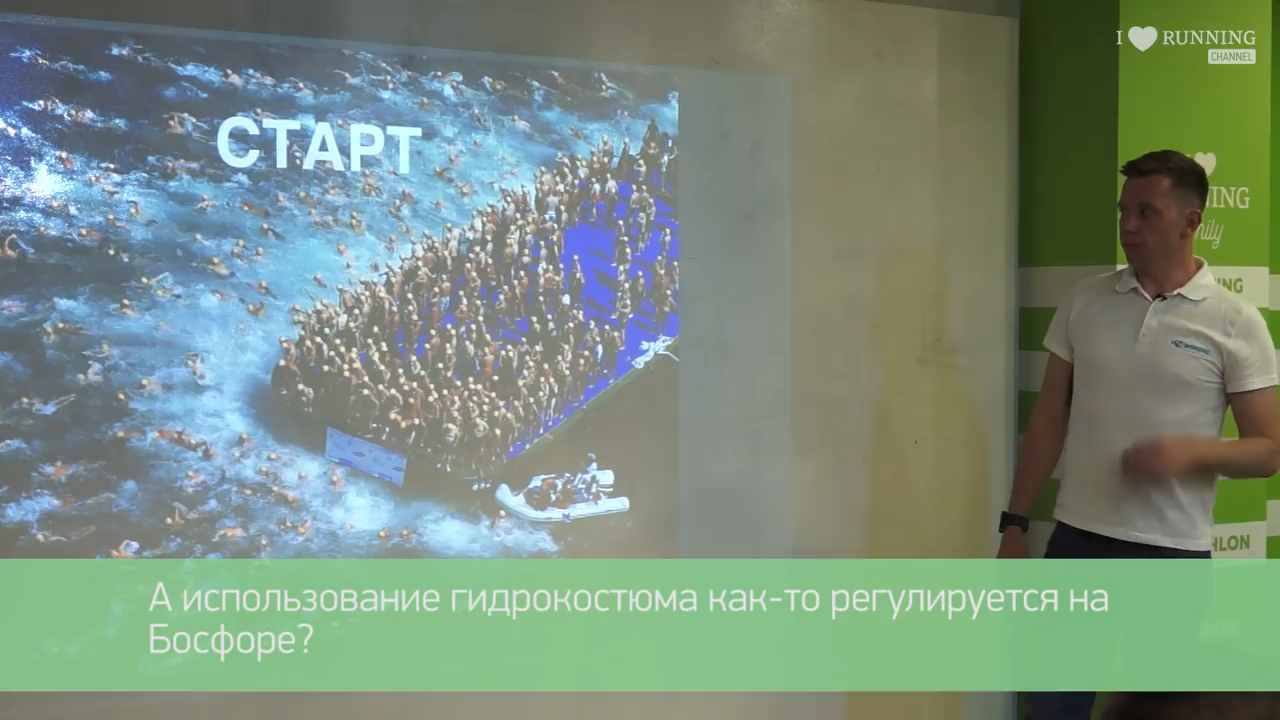 I RUNNING
CHANNEL
СТАРТ
А использование гидрокостюма как-то регулируется на
Босфоре?